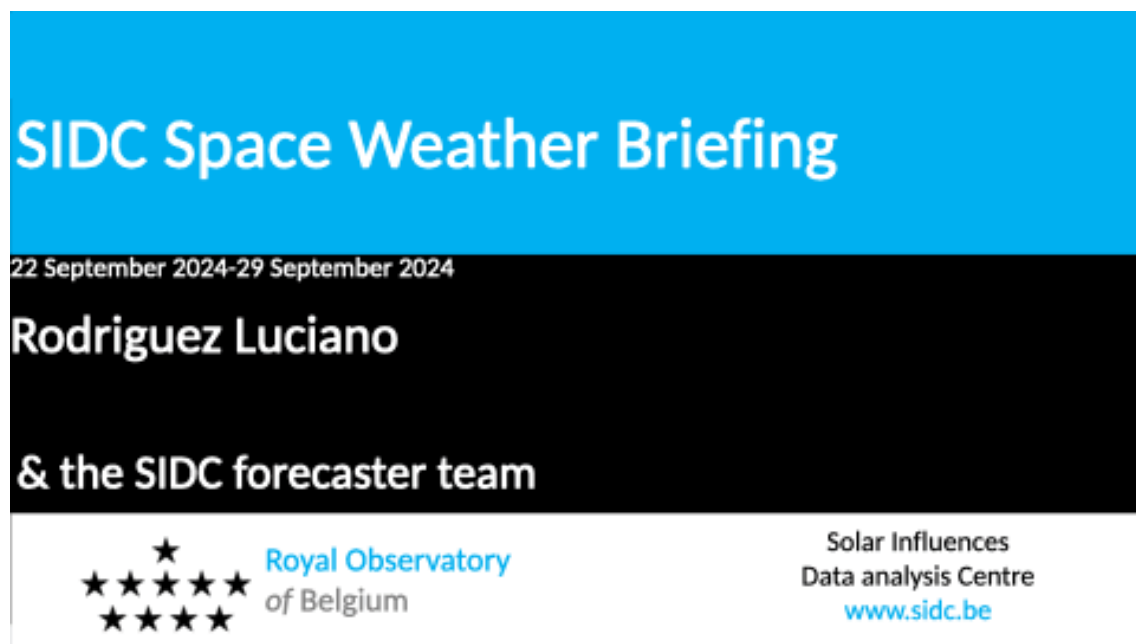 SIDC Space Weather Briefing
22 September 2024-29 September 2024
Rodriguez Luciano
& the SIDC forecaster team
Royal Observatory
of Belgium
Solar Influences
Data analysis Centre
www.sidc.be